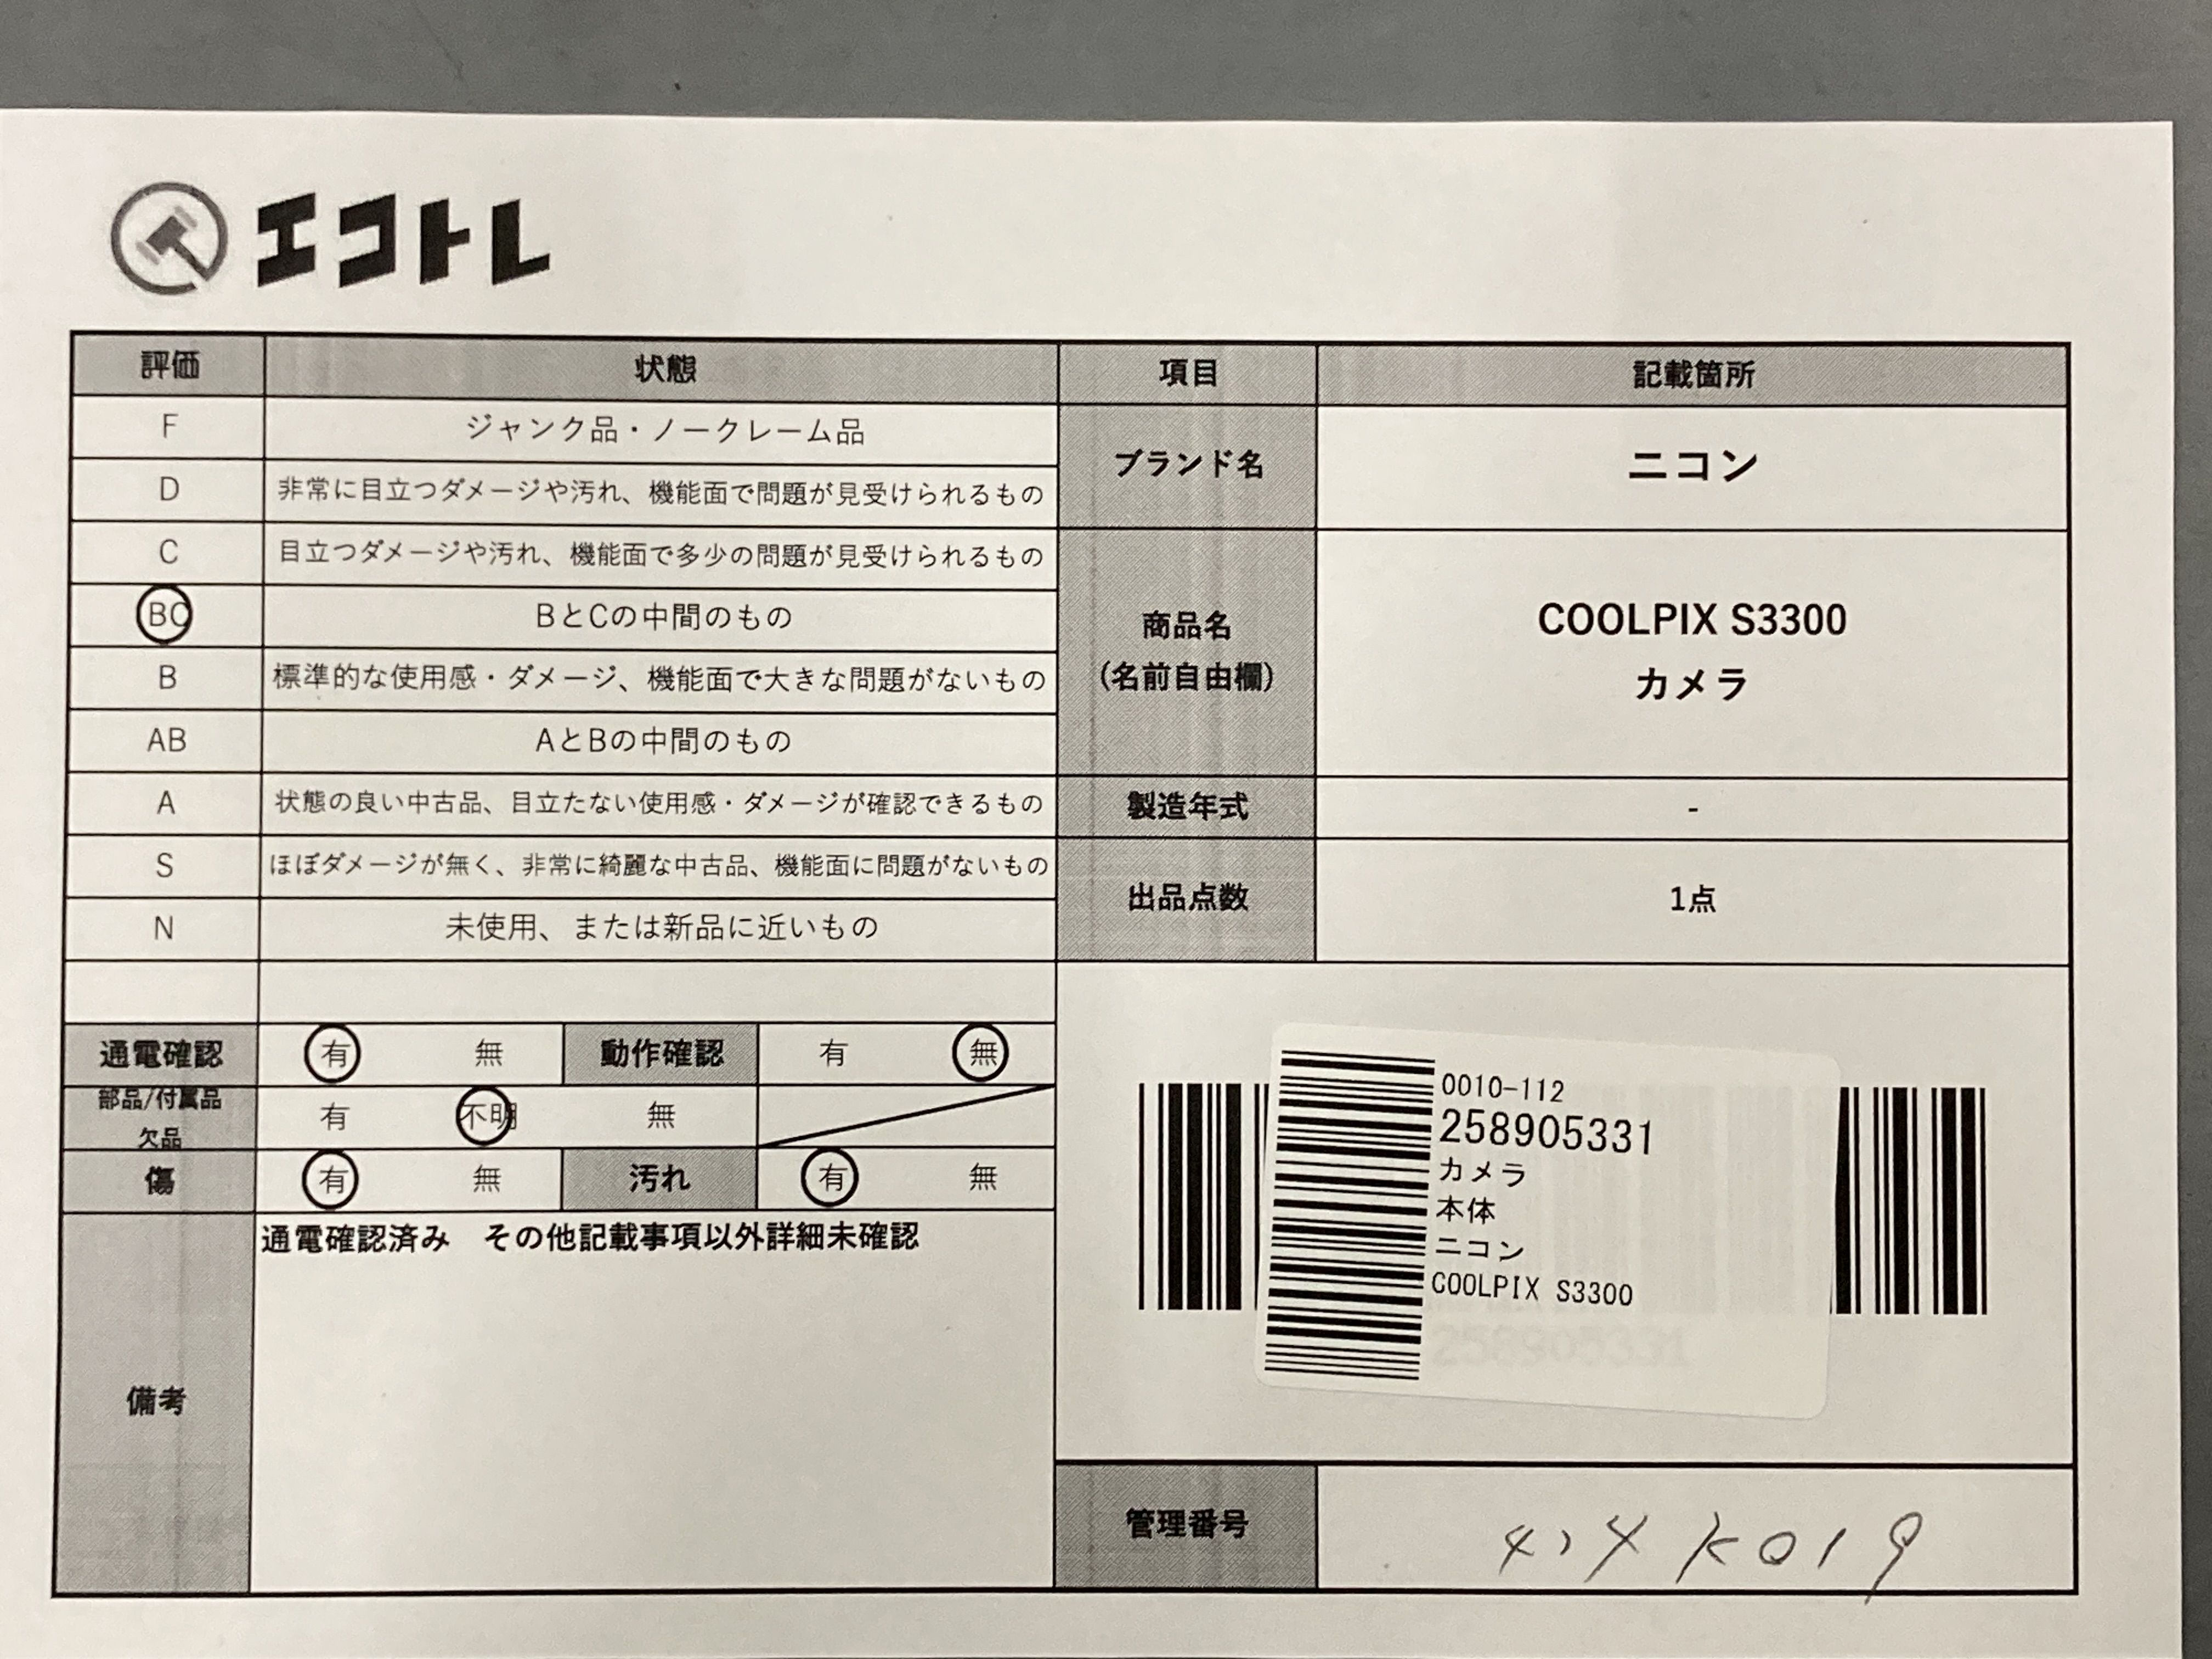 エコトレ
評価 状態 項目 記載箇所
F ジャンク品・ノークレーム品
D 非常に目立つダメージや汚れ、機能面で問題が見受けられるもの
ブランド名 ニコン
C 目立つダメージや汚れ、機能面で多少の問題が見受けられるもの
BC BとCの中間のもの
B 標準的な使用感・ダメージ、機能面で大きな問題がないもの
AB AとBの中間のもの
商品名
(名前自由欄)
COOLPIX S3300
カメラ
A 状態の良い中古品、目立たない使用感・ダメージが確認できるもの
製造年式 -
S ほぼダメージが無く、非常に綺麗な中古品、機能面に問題がないもの
N 未使用、または新品に近いもの
出品点数 1点
通電確認 有 無 動作確認 有 無
部品/付属品
欠品
有 不明 無
傷 有 無 汚れ 有 無
備考
通電確認済み その他記載事項以外詳細未確認
0010-112
258905331
カメラ
本体
ニコン
COOLPIX S3300
258905331
管理番号
K019